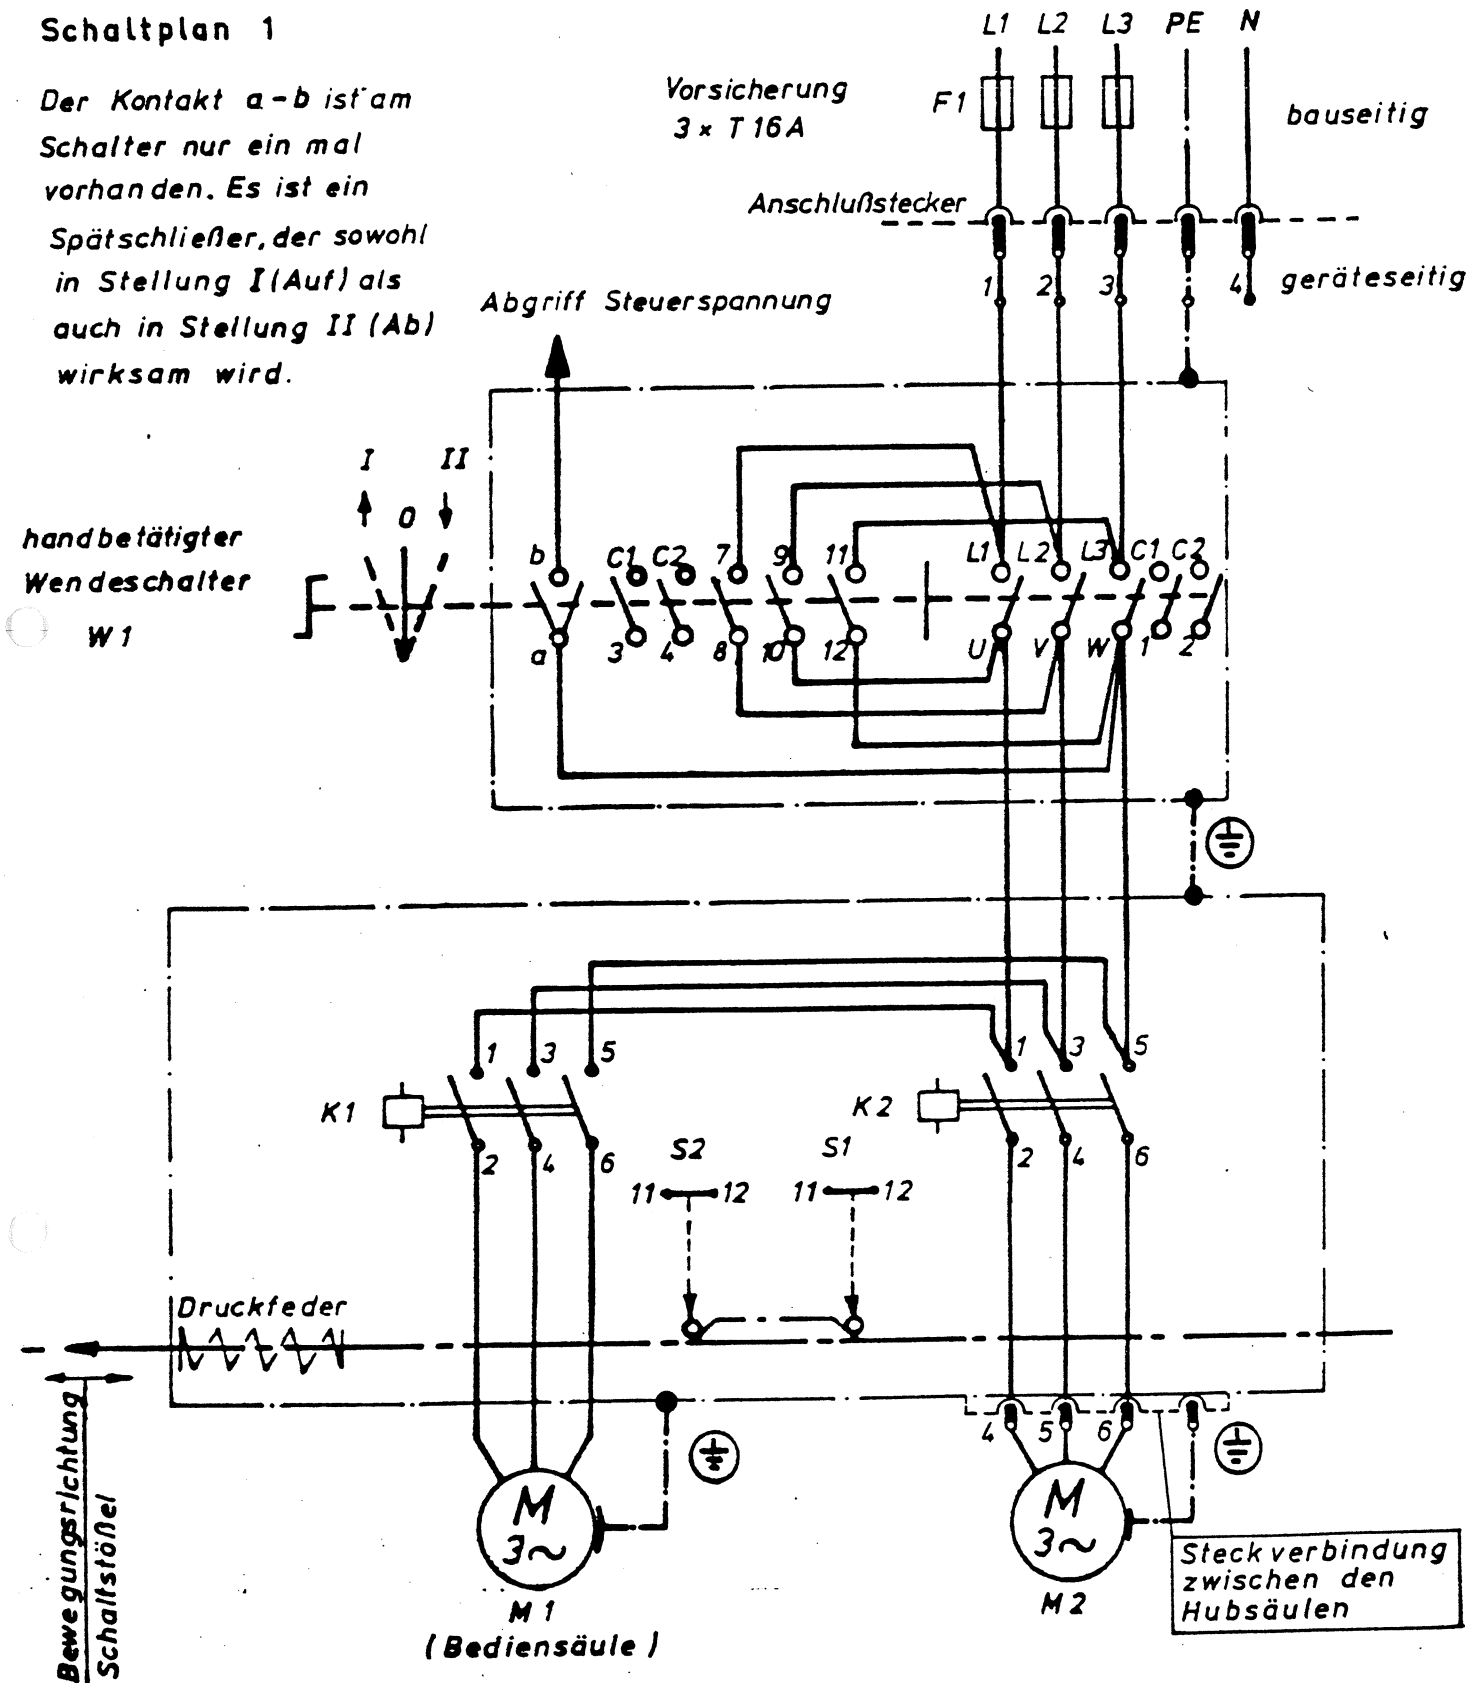 Schaltplan 1
Der Kontakt a-b ist am
Schalter nur ein mal
vorhanden. Es ist ein
Spätschließer, der sowohl
in Stellung I (Auf) als
auch in Stellung II (Ab)
wirksam wird.
L1 L2 L3 PE N
Vorsicherung
3 x T 16 A
F1
bauseitig
Anschlußstecker
geräteseitig
1 2 3 4
Abgriff Steuerspannung
I II
0
handbetätigter
Wendeschalter
W1
b C1 C2 7 9 11 L1 L2 L3 C1 C2
a 3 4 8 10 12 U V W 1 2
1 3 5
K1
2 4 6
1 3 5
K2
2 4 6
S2
11 12
S1
11 12
Druckfeder
Bewegungsrichtung
Schaltstößel
4 5 6
M
3~
M1
(Bediensäule)
M
3~
M2
Steckverbindung
zwischen den
Hubsäulen